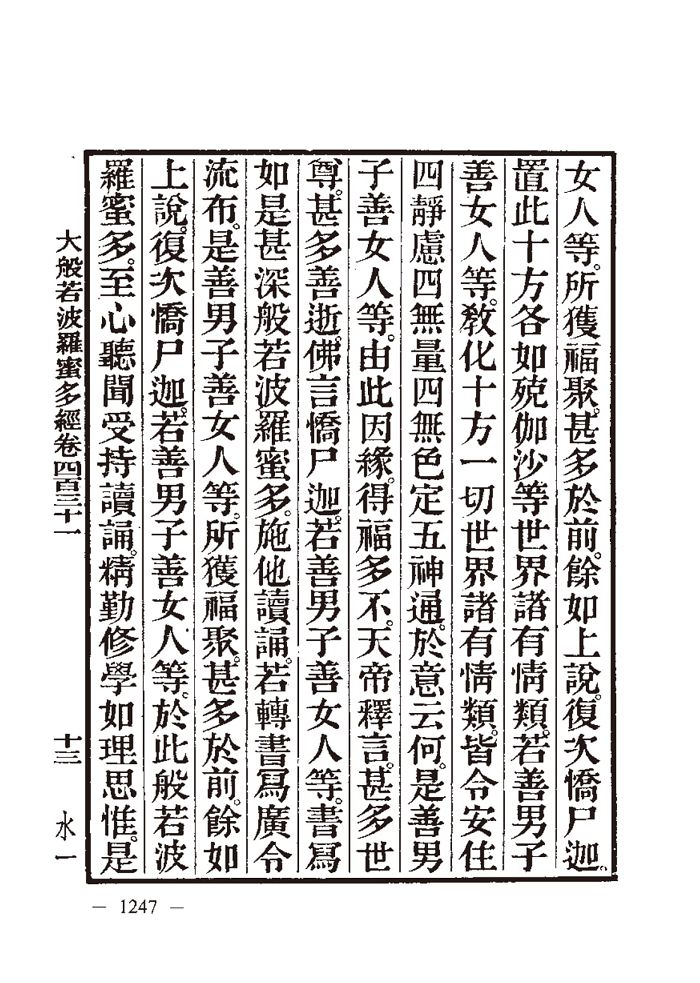 女人等。所獲福聚。甚多於前。餘如上說。復次憍尸迦。
置此十方各如殑伽沙等世界諸有情類。若善男子
善女人等。敎化十方一切世界諸有情類。皆令安住
四靜慮四無量四無色定五神通。於意云何。是善男
子善女人等。由此因緣。得福多不。天帝釋言。甚多世
尊。甚多善逝。佛言憍尸迦。若善男子善女人等。書寫
如是甚深般若波羅蜜多。施他讀誦。若轉書寫廣令
流布。是善男子善女人等。所獲福聚。甚多於前。餘如
上說。復次憍尸迦。若善男子善女人等。於此般若波
羅蜜多。至心聽聞受持讀誦。精勤修學如理思惟。是
大般若波羅蜜多經卷四百三十一 十三 水一
— 1247 —